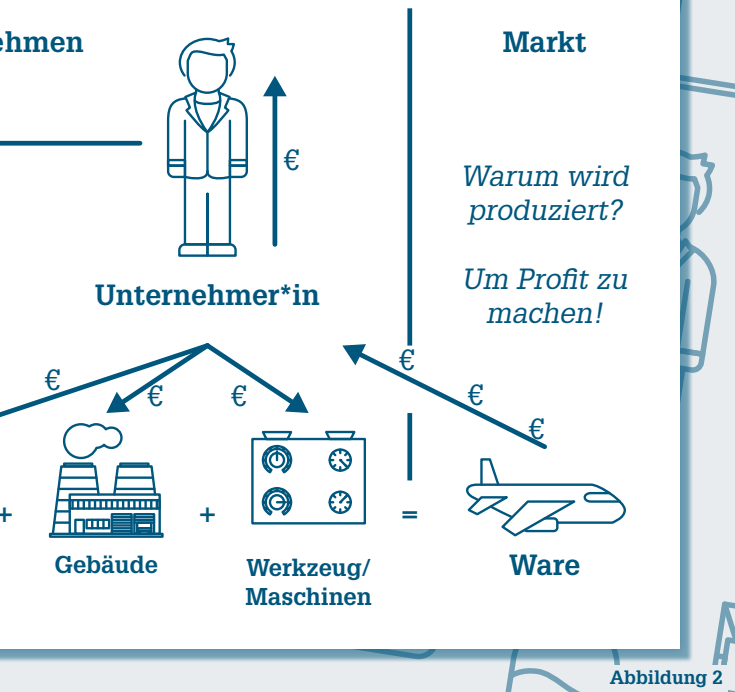 ehmen
Markt
€
Warum wird
produziert?
Unternehmer*in
Um Profit zu
machen!
€
€
€
€
€
€
+
+
=
Gebäude
Werkzeug/
Maschinen
Ware
Abbildung 2